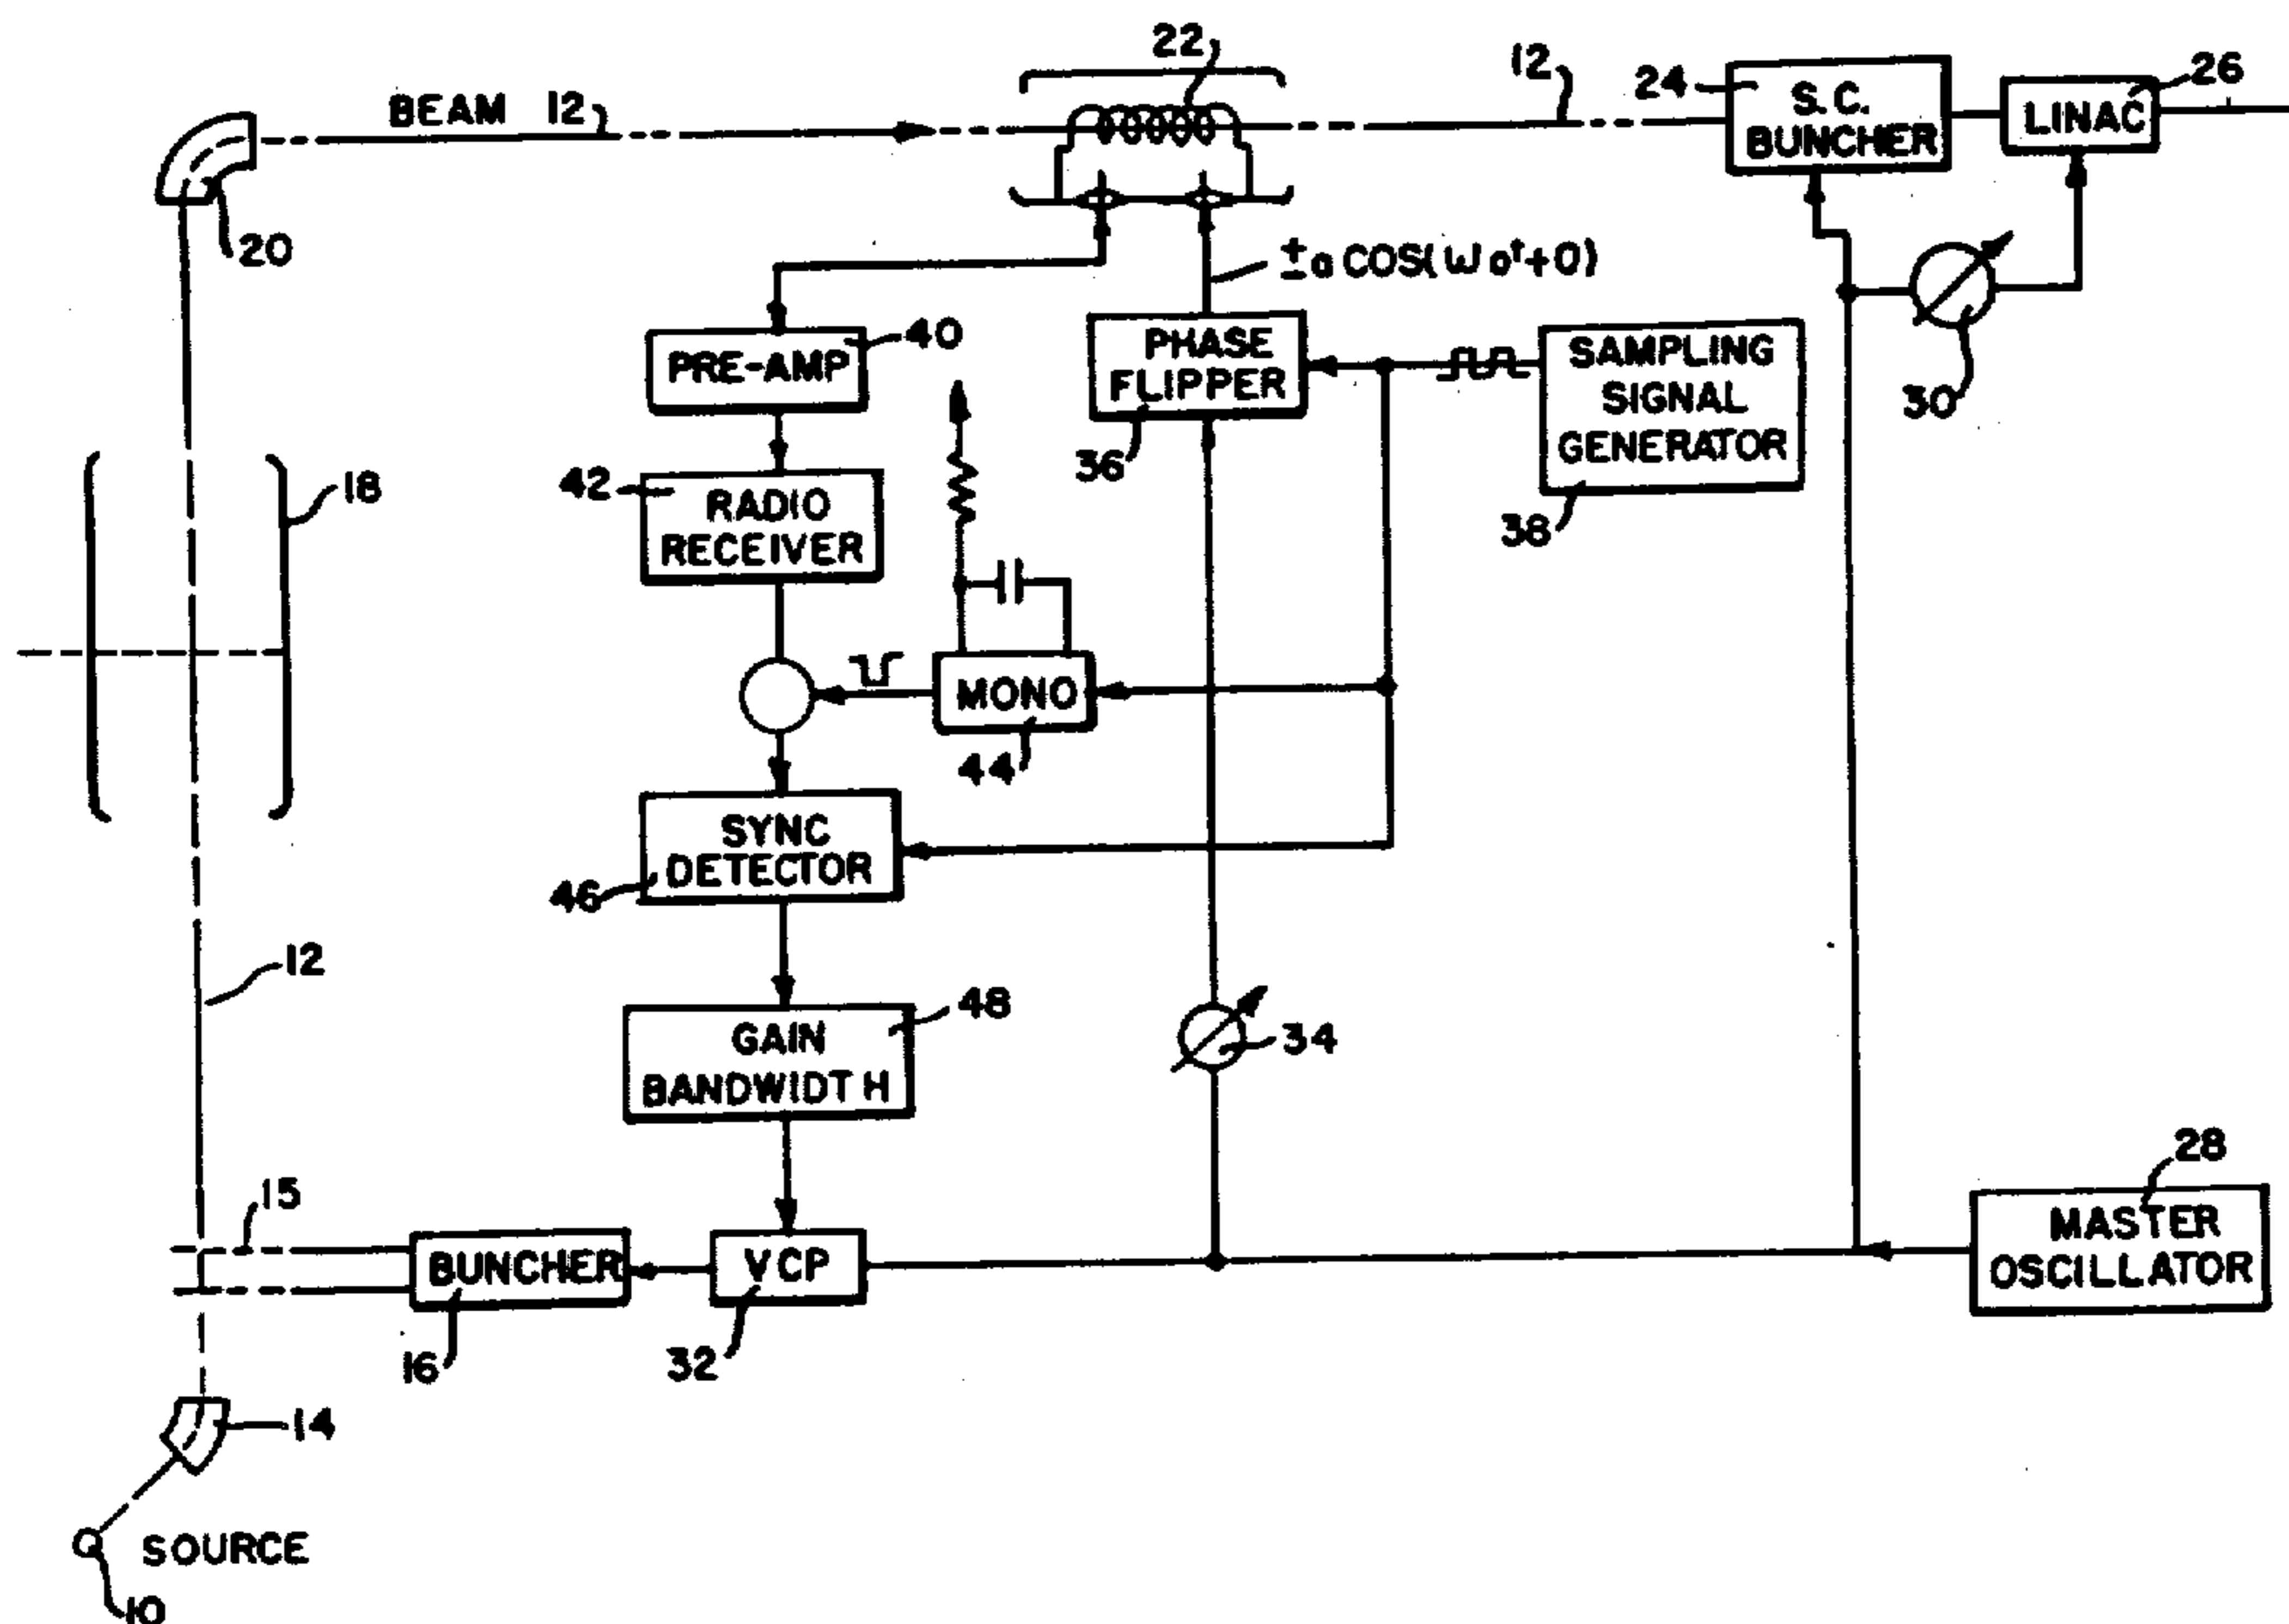 22
12
24
S.C.
BUNCHER
26
LINAC
BEAM 12
20
±a COS(ωot+0)
PRE-AMP
40
PHASE
FLIPPER
36
SAMPLING
SIGNAL
GENERATOR
38
30
18
42
RADIO
RECEIVER
MONO
44
SYNC
DETECTOR
46
12
GAIN
BANDWIDTH
48
34
28
MASTER
OSCILLATOR
15
BUNCHER
16
VCP
32
14
SOURCE
10